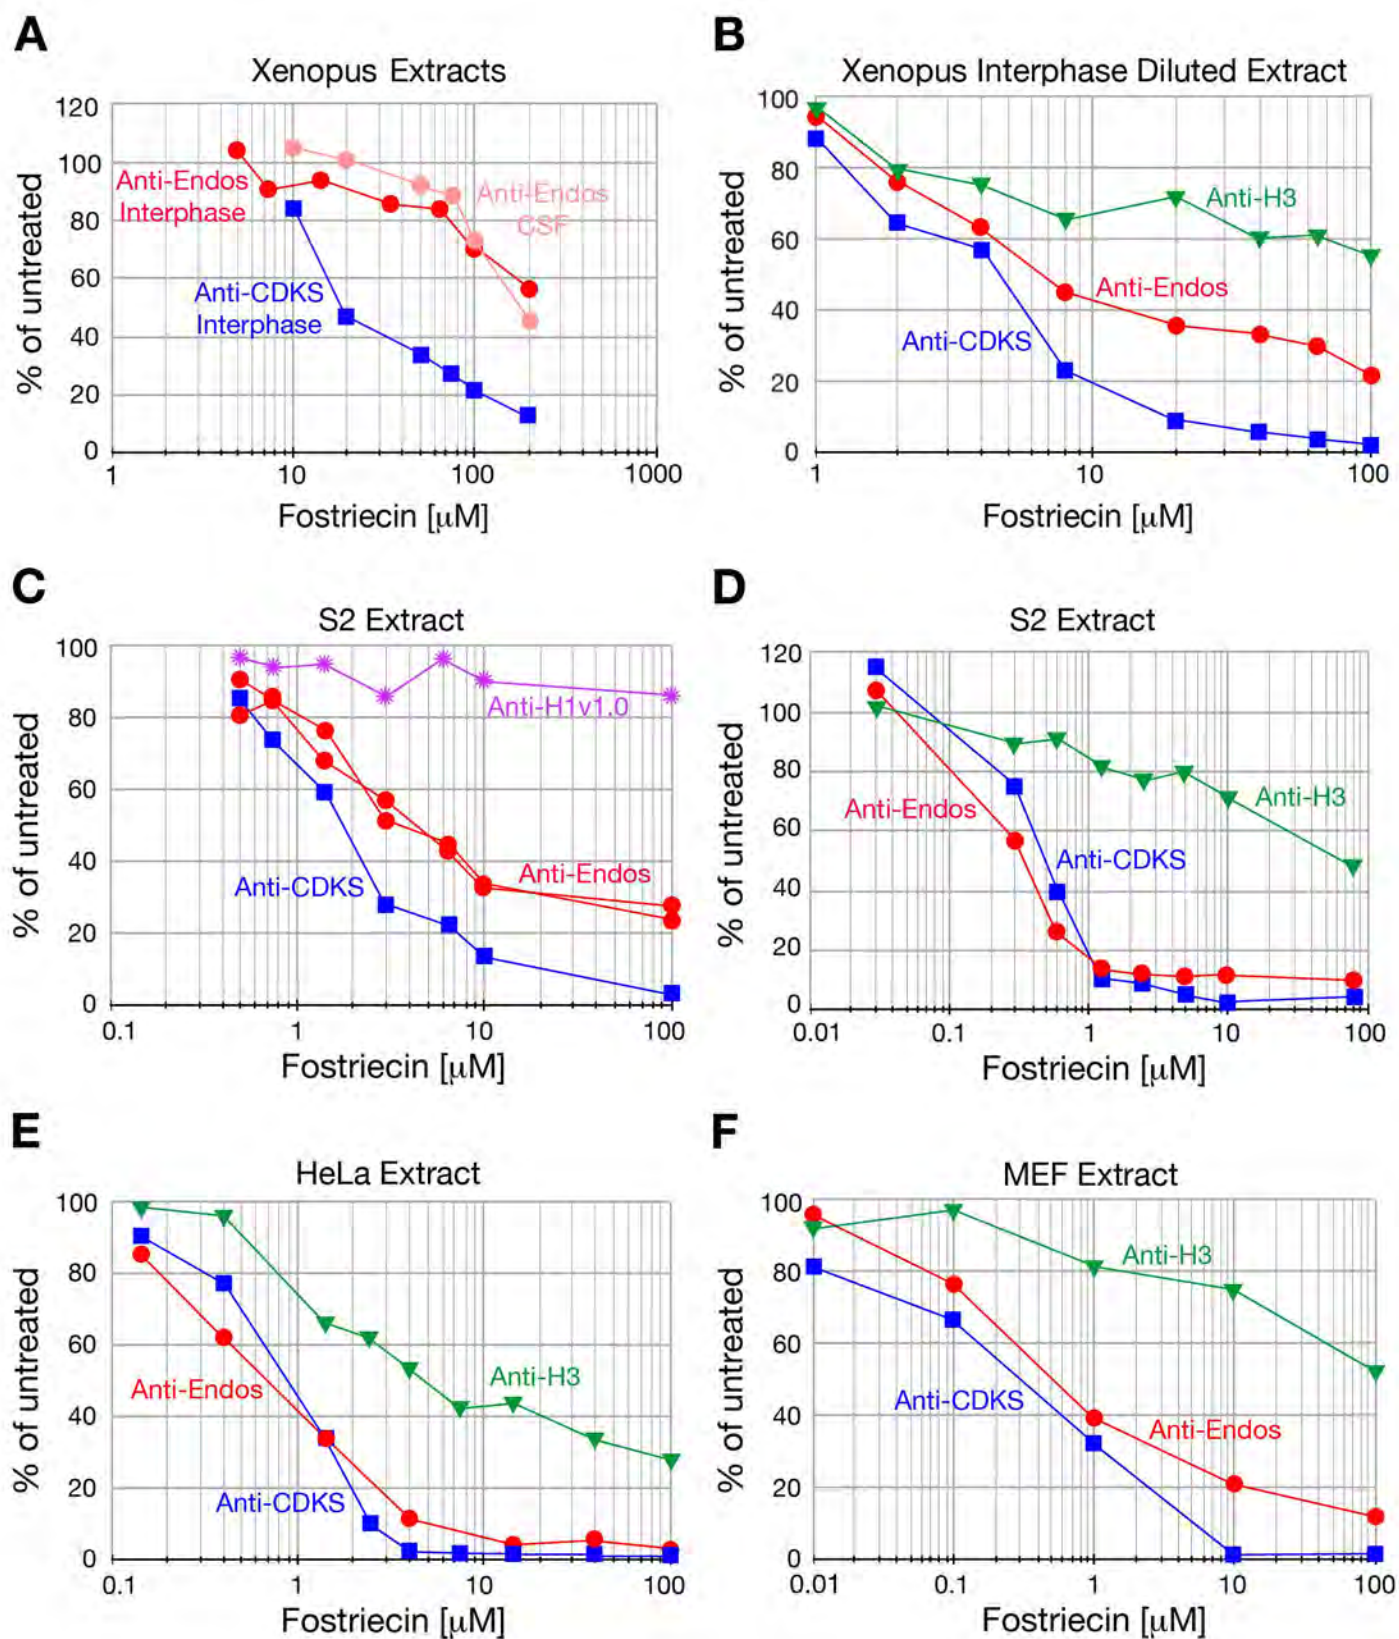 A
Xenopus Extracts
% of untreated
120
100
80
60
40
20
0
Anti-Endos
Interphase
Anti-Endos
CSF
Anti-CDKS
Interphase
1 10 100 1000
Fostriecin [μM]
B
Xenopus Interphase Diluted Extract
% of untreated
100
80
60
40
20
0
Anti-H3
Anti-Endos
Anti-CDKS
1 10 100
Fostriecin [μM]
C
S2 Extract
% of untreated
100
80
60
40
20
0
Anti-H1v1.0
Anti-Endos
Anti-CDKS
0.1 1 10 100
Fostriecin [μM]
D
S2 Extract
% of untreated
120
100
80
60
40
20
0
Anti-H3
Anti-Endos
Anti-CDKS
0.01 0.1 1 10 100
Fostriecin [μM]
E
HeLa Extract
% of untreated
100
80
60
40
20
0
Anti-H3
Anti-Endos
Anti-CDKS
0.1 1 10 100
Fostriecin [μM]
F
MEF Extract
% of untreated
100
80
60
40
20
0
Anti-H3
Anti-CDKS
Anti-Endos
0.01 0.1 1 10 100
Fostriecin [μM]